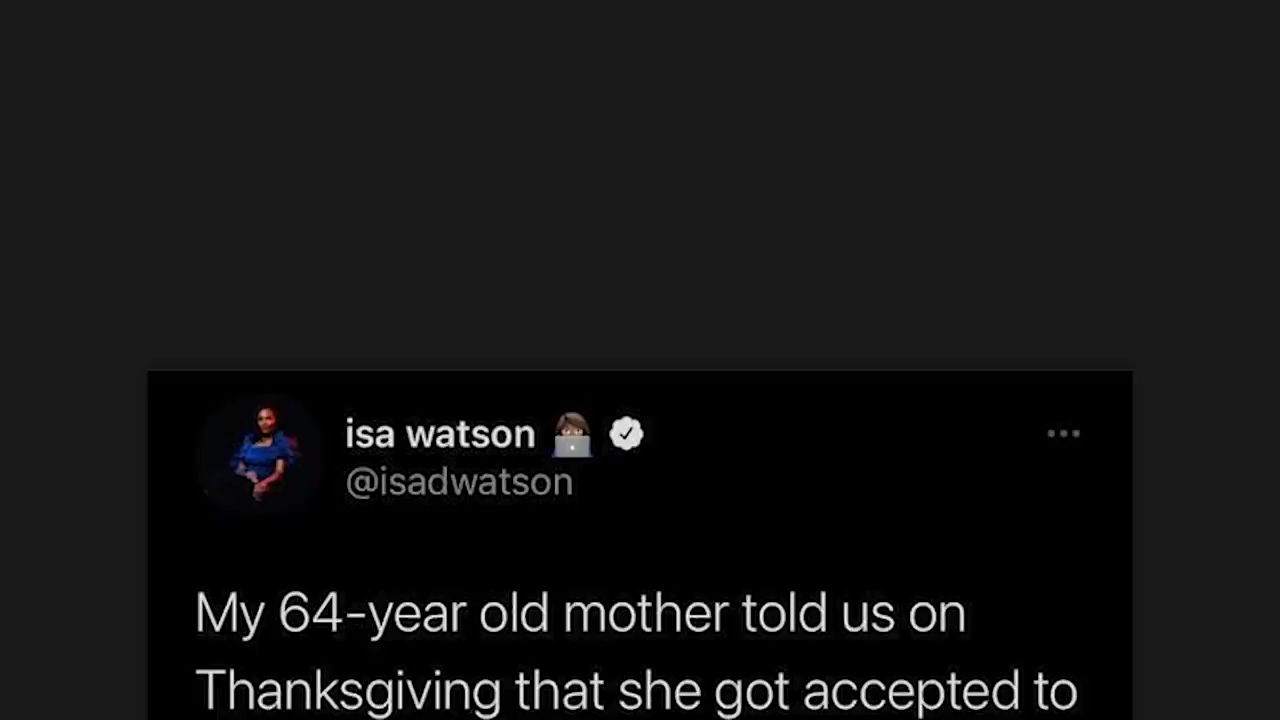 isa watson
@isadwatson
My 64-year old mother told us on
Thanksgiving that she got accepted to